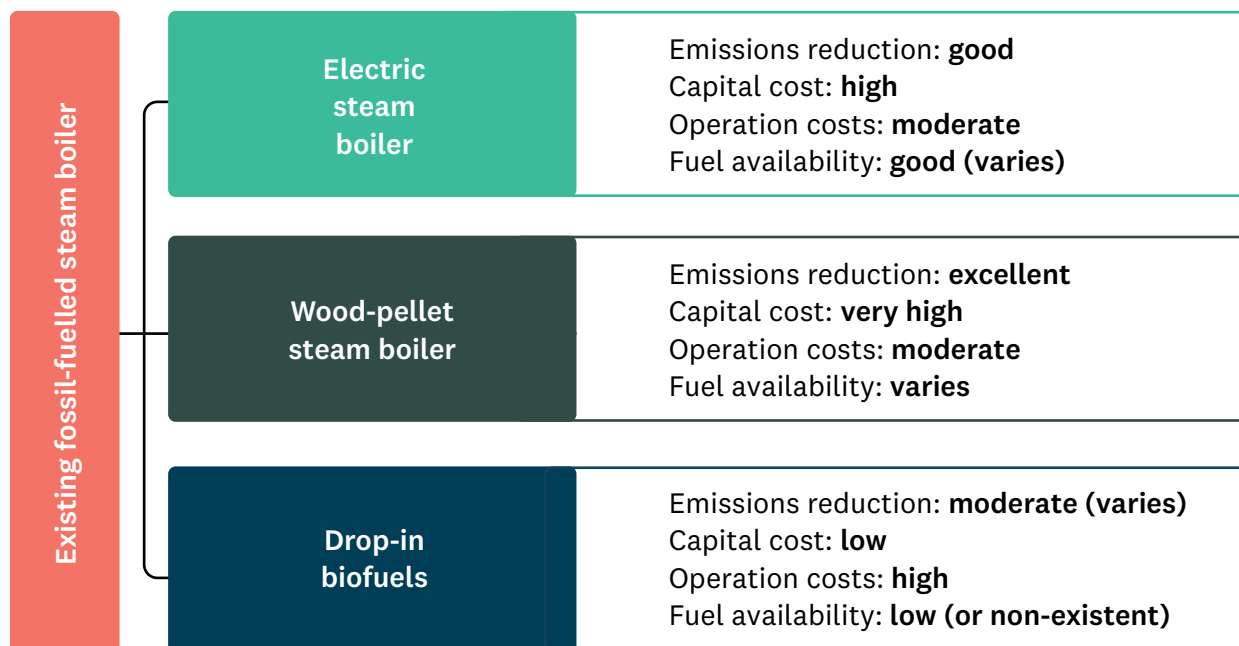 Existing fossil-fuelled steam boiler
Electric
steam
boiler
Emissions reduction: good
Capital cost: high
Operation costs: moderate
Fuel availability: good (varies)
Wood-pellet
steam boiler
Emissions reduction: excellent
Capital cost: very high
Operation costs: moderate
Fuel availability: varies
Drop-in
biofuels
Emissions reduction: moderate (varies)
Capital cost: low
Operation costs: high
Fuel availability: low (or non-existent)